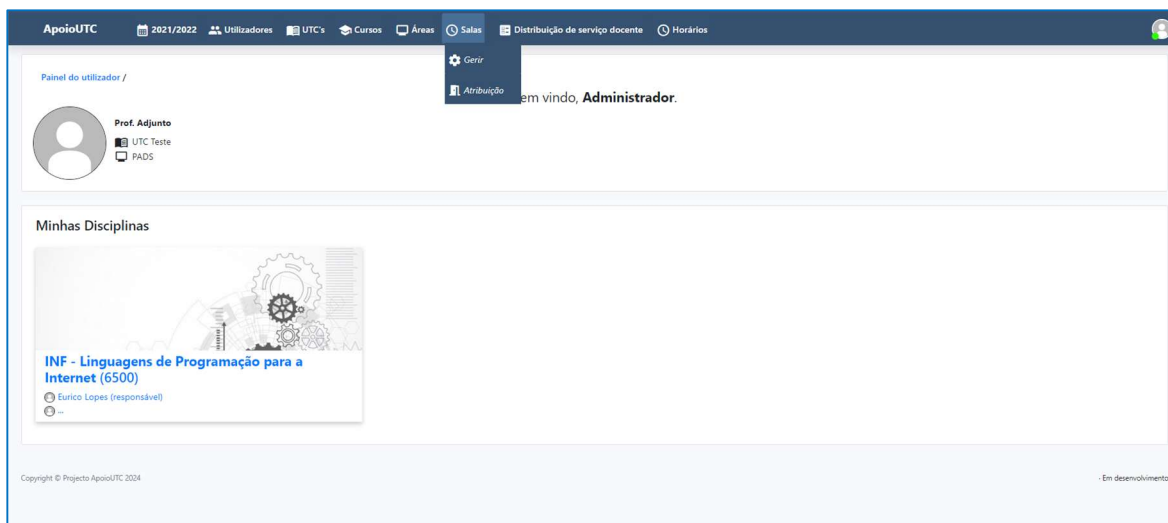 ApoioUTC 2021/2022 Utilizadores UTC's Cursos Áreas Salas Distribuição de serviço docente Horários
Gerir
Atribuição
Painel do utilizador /
em vindo, Administrador.
Prof. Adjunto
UTC Teste
PADS
Minhas Disciplinas
INF - Linguagens de Programação para a
Internet (6500)
Eurico Lopes (responsável)
...
Copyright © Projecto ApoioUTC 2024
- Em desenvolvimento